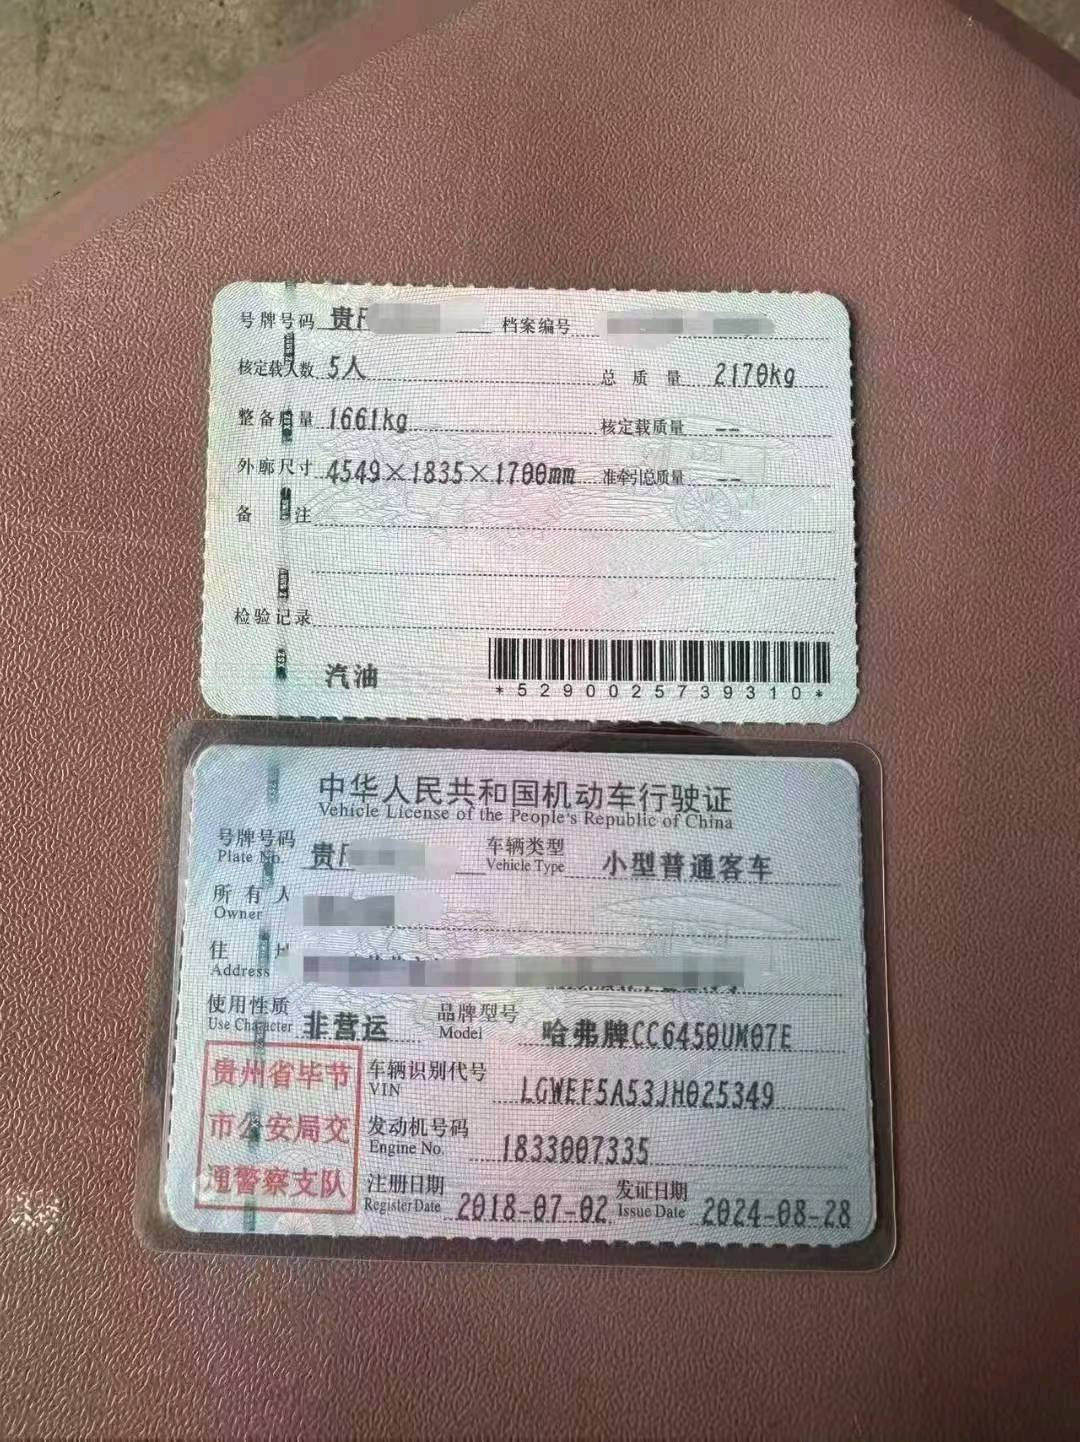 号牌号码 贵 档案编号
核定载人数 5人 总质量 2170kg
整备质量 1661kg 核定载质量 --
外廓尺寸 4549×1835×1700mm 准牵引总质量 --
备注
检验记录
汽油
*5290025739310*
中华人民共和国机动车行驶证
Vehicle License of the People's Republic of China
号牌号码 贵 车辆类型 小型普通客车
Plate No. Vehicle Type
所有人
Owner
住
Address
使用性质 非营运 品牌型号 哈弗牌CC6450UM07E
Use Character Model
贵州省毕节
市公安局交
通警察支队
车辆识别代号 LGWEF5A53JH025349
VIN
发动机号码 1833007335
Engine No.
注册日期 2018-07-02 发证日期 2024-08-28
Register Date Issue Date